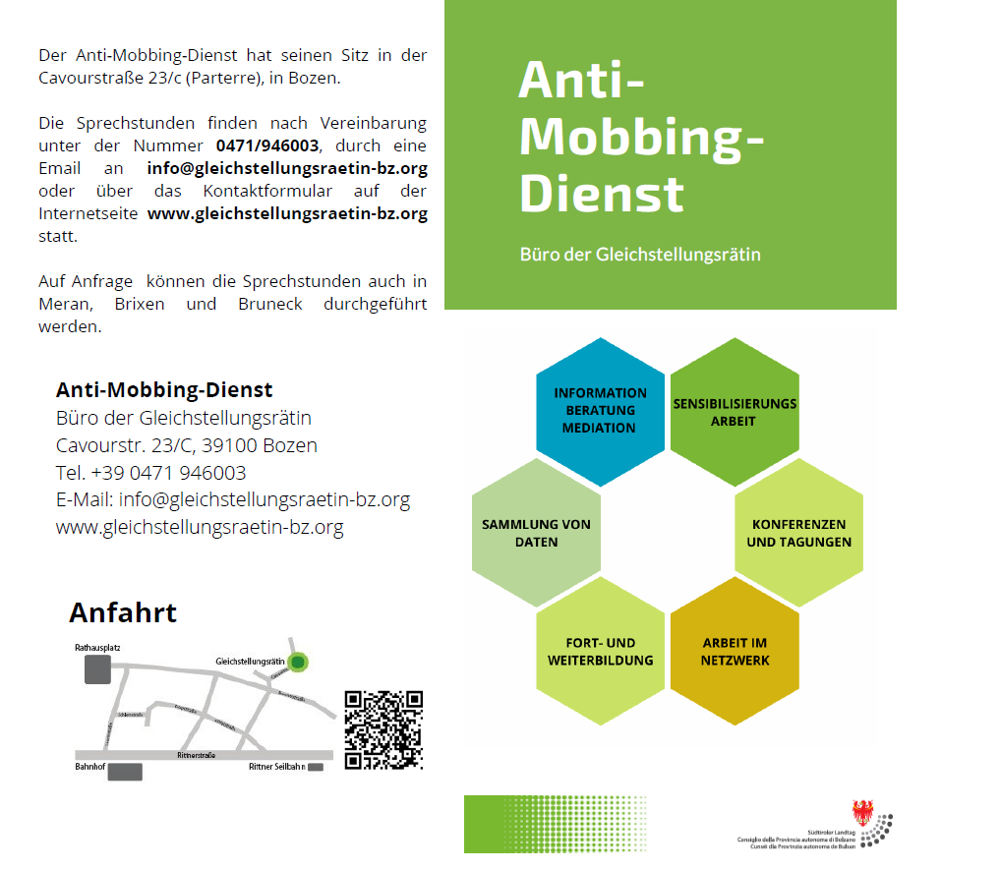 Der Anti-Mobbing-Dienst hat seinen Sitz in der
Cavourstraße 23/c (Parterre), in Bozen.
Die Sprechstunden finden nach Vereinbarung
unter der Nummer 0471/946003, durch eine
Email an info@gleichstellungsraetin-bz.org
oder über das Kontaktformular auf der
Internetseite www.gleichstellungsraetin-bz.org
statt.
Auf Anfrage können die Sprechstunden auch in
Meran, Brixen und Bruneck durchgeführt
werden.
Anti-Mobbing-Dienst
Büro der Gleichstellungsrätin
Cavourstr. 23/C, 39100 Bozen
Tel. +39 0471 946003
E-Mail: info@gleichstellungsraetin-bz.org
www.gleichstellungsraetin-bz.org
Anfahrt
Rathausplatz
Gleichstellungsrätin
Rittnerstraße
Bahnhof
Rittner Seilbahn
Anti-
Mobbing-
Dienst
Büro der Gleichstellungsrätin
INFORMATION
BERATUNG
MEDIATION
SENSIBILISIERUNGS
ARBEIT
SAMMLUNG VON
DATEN
KONFERENZEN
UND TAGUNGEN
FORT- UND
WEITERBILDUNG
ARBEIT IM
NETZWERK
Südtiroler Landtag
Consiglio della Provincia autonoma di Bolzano
Cunsei dla Provinzia autonoma de Bulsan